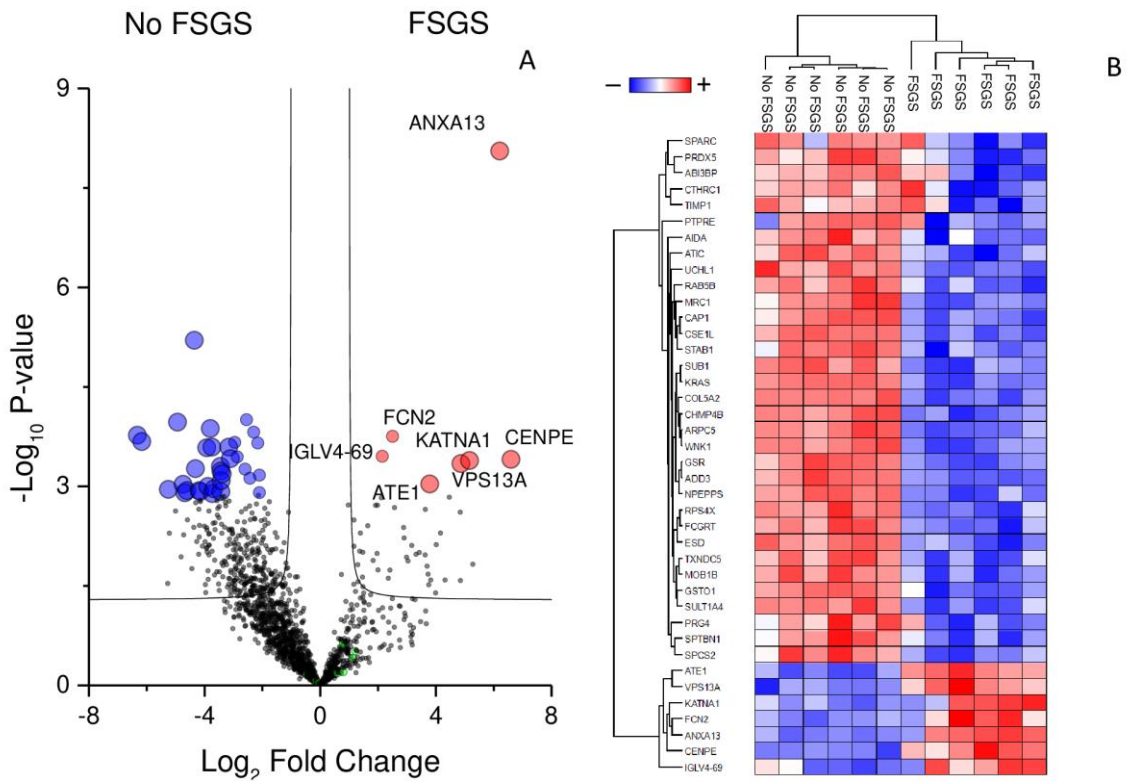 No FSGS
FSGS
A
9
6
3
0
-Log10 P-value
-8
-4
0
4
8
Log2 Fold Change
ANXA13
FCN2
IGLV4-69
KATNA1
CENPE
VPS13A
ATE1
B
− +
No FSGS
No FSGS
No FSGS
No FSGS
No FSGS
No FSGS
FSGS
FSGS
FSGS
FSGS
FSGS
FSGS
SPARC
PRDX5
ABI3BP
CTHRC1
TIMP1
PTPRE
AIDA
ATIC
UCHL1
RAB5B
MRC1
CAP1
CSE1L
STAB1
SUB1
KRAS
COL5A2
CHMP4B
ARPC5
WNK1
GSR
ADD3
NPEPPS
RPS4X
FCGRT
ESD
TXNDC5
MOB1B
GSTO1
SULT1A4
PRG4
SPTBN1
SPCS2
ATE1
VPS13A
KATNA1
FCN2
ANXA13
CENPE
IGLV4-69